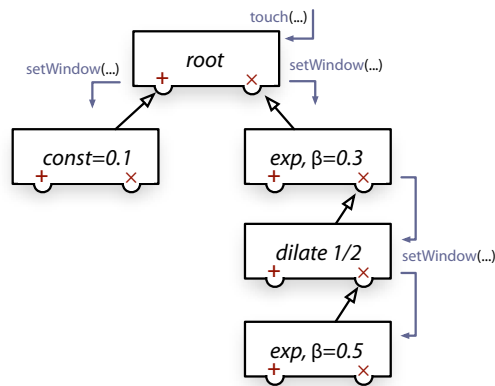 touch(...)
root
+ ×
setWindow(...)
setWindow(...)
const=0.1
+ ×
exp, β=0.3
+ ×
dilate 1/2
+ ×
setWindow(...)
exp, β=0.5
+ ×